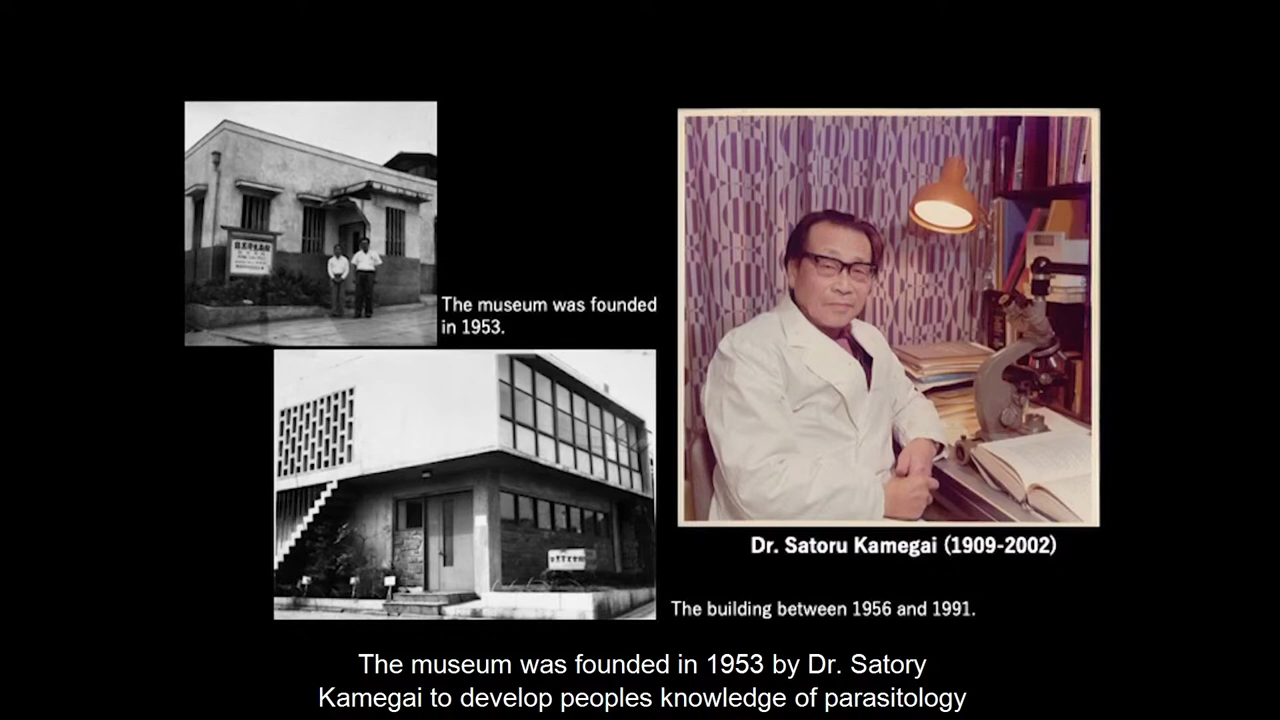 The museum was founded
in 1953.
Dr. Satoru Kamegai (1909-2002)
The building between 1956 and 1991.
The museum was founded in 1953 by Dr. Satory
Kamegai to develop peoples knowledge of parasitology